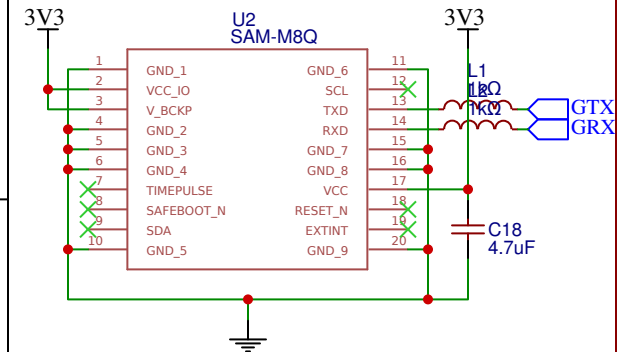 3V3
U2
SAM-M8Q
3V3
1 GND_1 GND_6 11
2 VCC_IO SCL 12
3 V_BCKP TXD 13
4 GND_2 RXD 14
5 GND_3 GND_7 15
6 GND_4 GND_8 16
7 TIMEPULSE VCC 17
8 SAFEBOOT_N RESET_N 18
9 SDA EXTINT 19
10 GND_5 GND_9 20
L1
1kΩ
GTX
GRX
C18
4.7uF